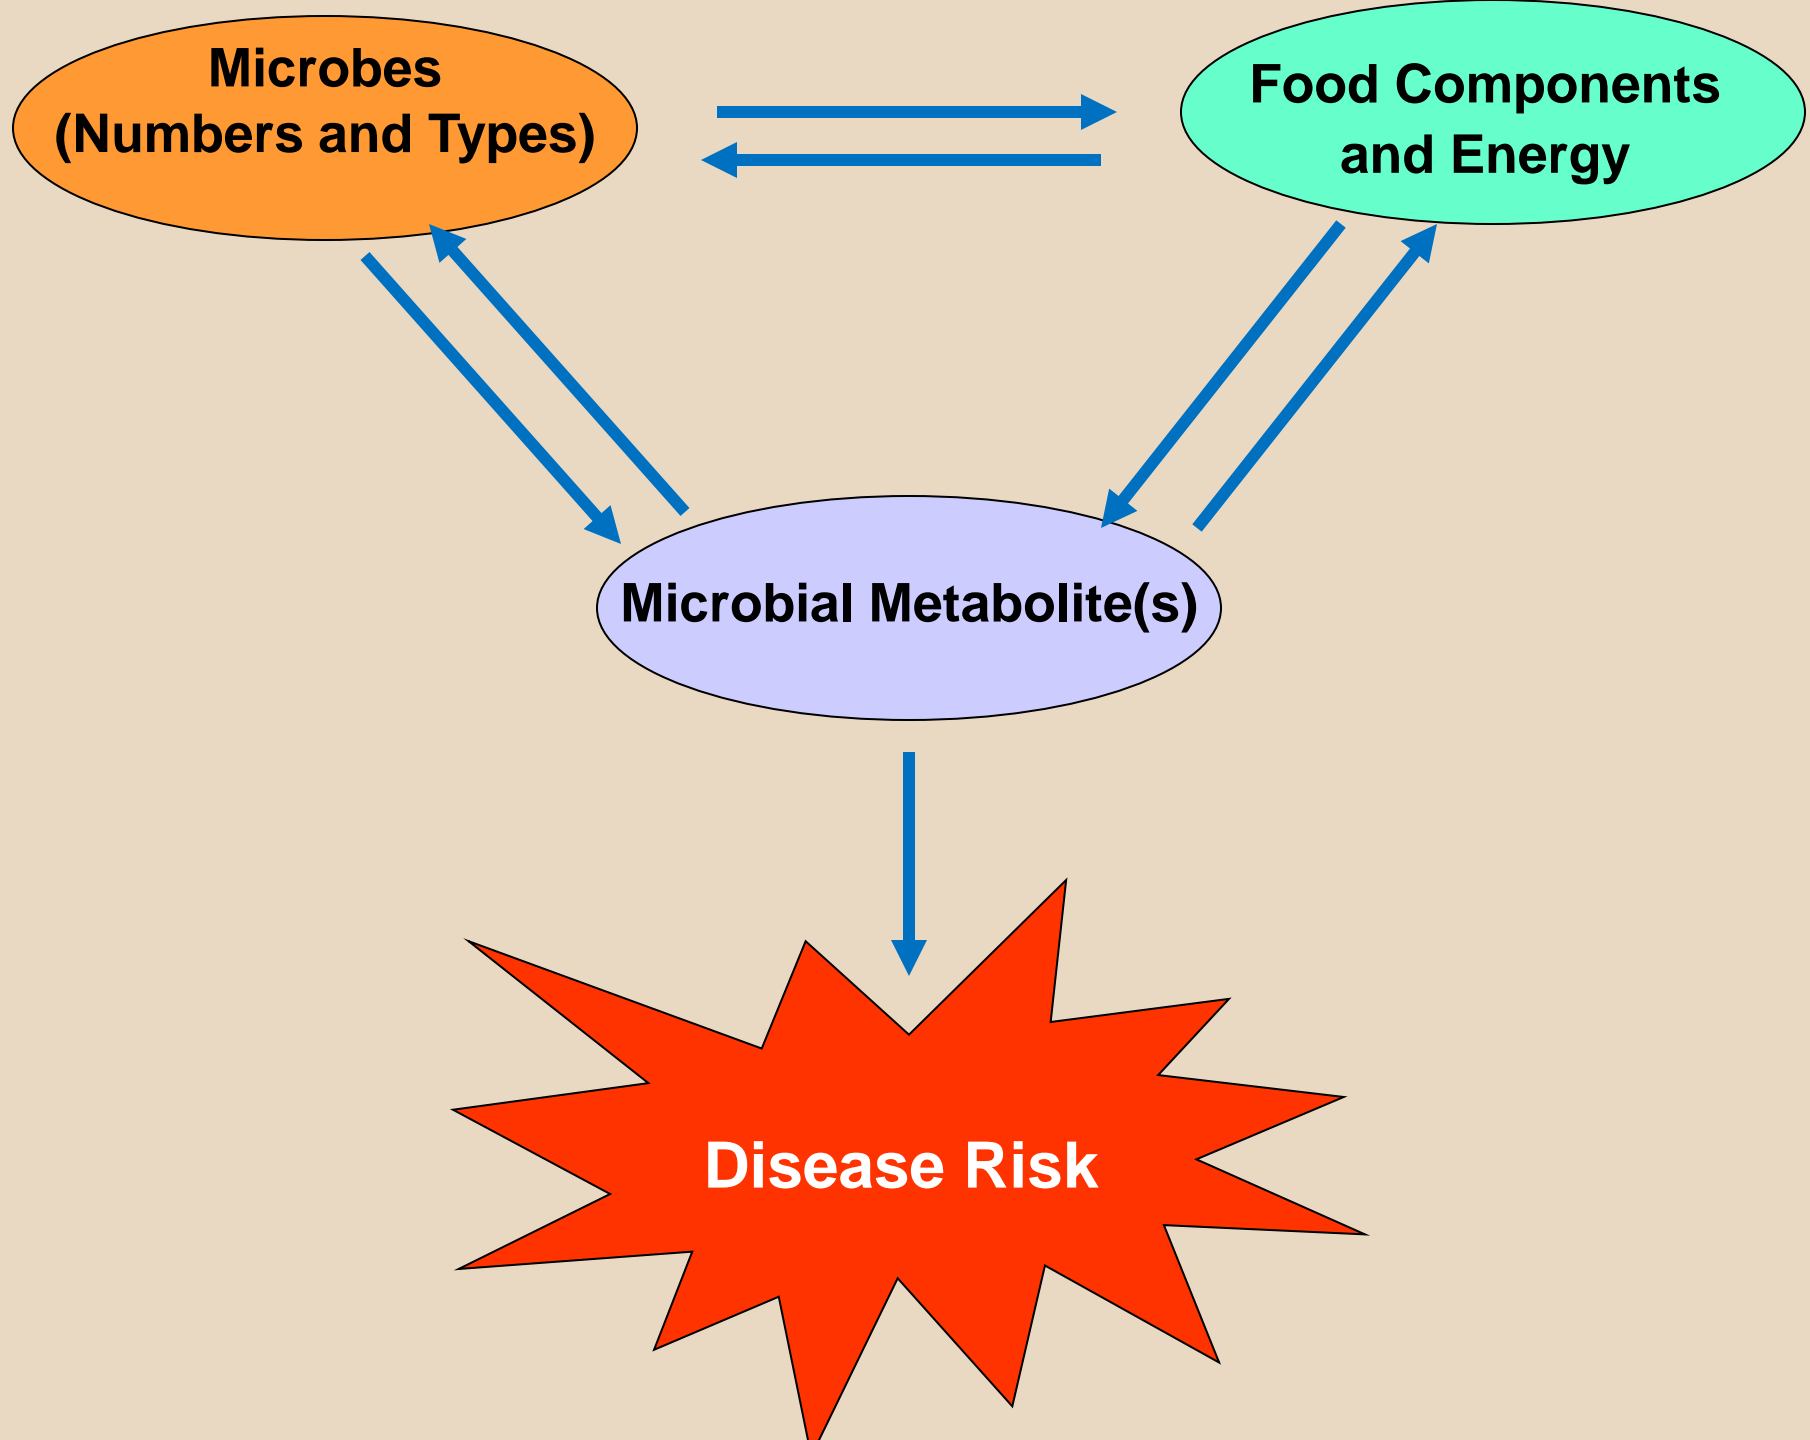 Microbes
(Numbers and Types)
Food Components
and Energy
Microbial Metabolite(s)
Disease Risk